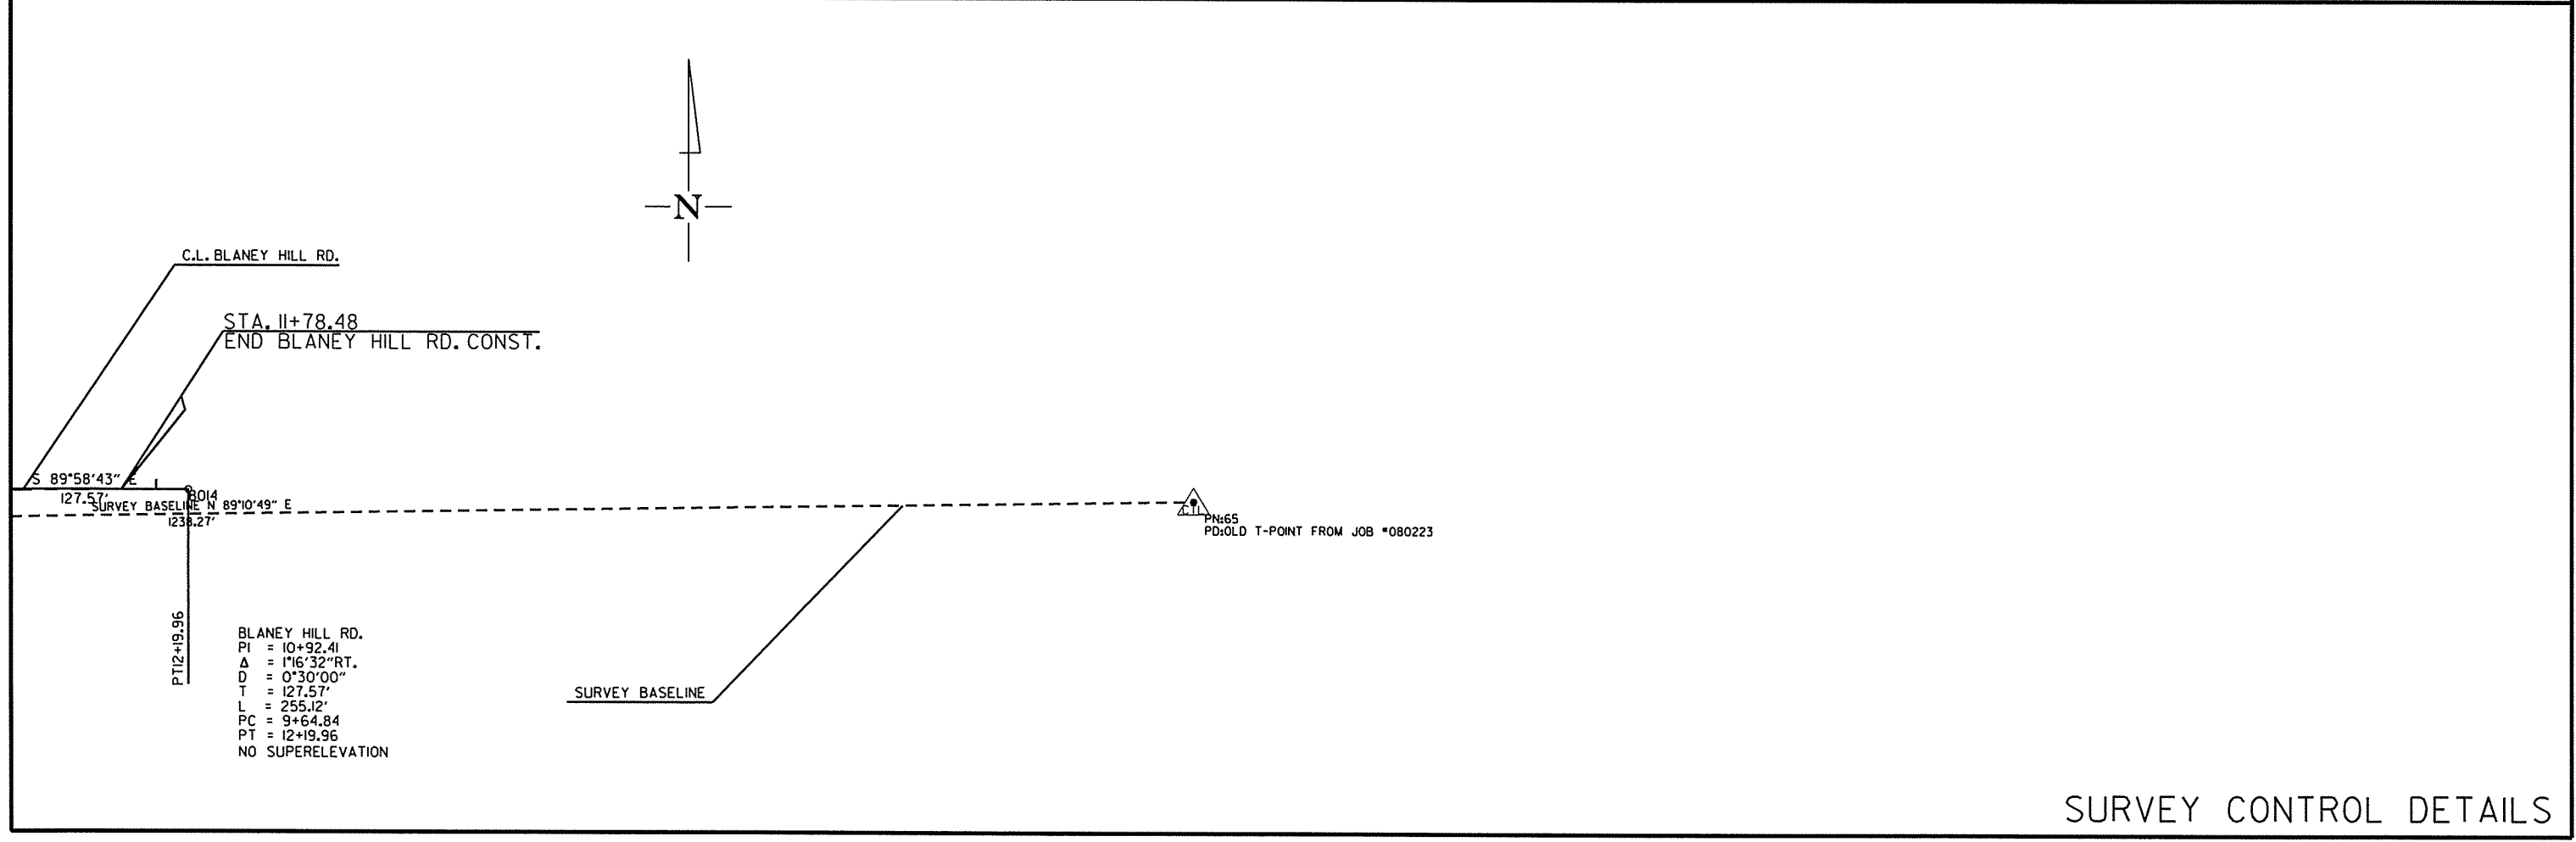 N
C.L. BLANEY HILL RD.
STA. 11+78.48
END BLANEY HILL RD. CONST.
S 89°58'43" E
127.57'
8014
SURVEY BASELINE N 89°10'49" E
1238.27'
CTL
PN:65
PD:OLD T-POINT FROM JOB #080223
PT12+19.96
BLANEY HILL RD.
PI = 10+92.41
Δ = 1°16'32"RT.
D = 0°30'00"
T = 127.57'
L = 255.12'
PC = 9+64.84
PT = 12+19.96
NO SUPERELEVATION
SURVEY BASELINE
SURVEY CONTROL DETAILS